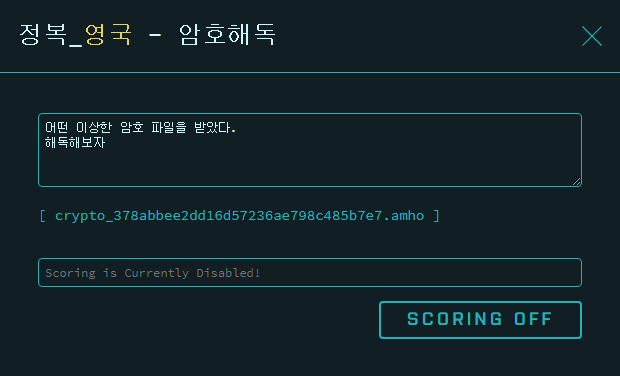 정복_영국 - 암호해독
어떤 이상한 암호 파일을 받았다.
해독해보자
[ crypto_378abbee2dd16d57236ae798c485b7e7.amho ]
Scoring is Currently Disabled!
SCORING OFF